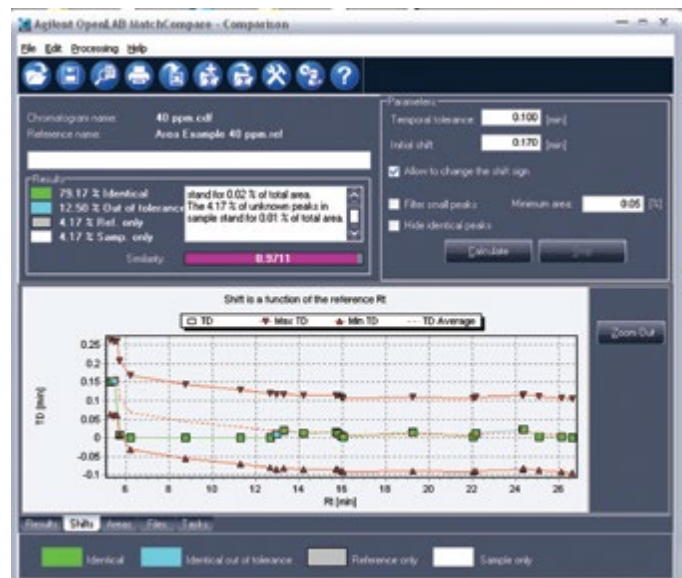 Agilent OpenLAB MatchCompare - Comparison
File Edit Processing Help
Chromatogram name: 40 ppm.cdf
Reference name: Area Example 40 ppm.ref
Results
79.17 % Identical
12.50 % Out of tolerance
4.17 % Ref. only
4.17 % Samp. only
stand for 0.02 % of total area.
The 4.17 % of unknown peaks in
sample stand for 0.01 % of total area.
Similarity: 0.9711
Parameters
Temporal tolerance: 0.100 [min]
Initial shift: 0.170 [min]
Allow to change the shift sign
Filter small peaks Minimum area: 0.05 [%]
Hide identical peaks
Calculate Stop
Shift is a function of the reference Rt
TD Max TD Min TD TD Average
Zoom Out
TD [min]
0.25
0.2
0.15
0.1
0.05
0
-0.05
-0.1
6 8 10 12 14 16 18 20 22 24 26
Rt [min]
Results Shifts Areas Files Tasks
Identical Identical out of tolerance Reference only Sample only